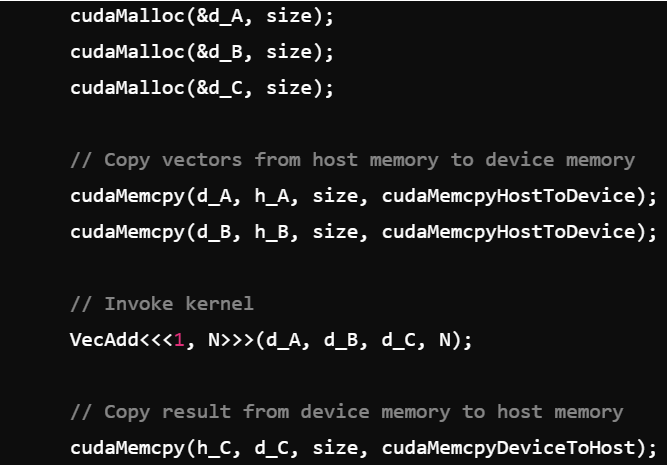 cudaMalloc(&d_A, size);
cudaMalloc(&d_B, size);
cudaMalloc(&d_C, size);
// Copy vectors from host memory to device memory
cudaMemcpy(d_A, h_A, size, cudaMemcpyHostToDevice);
cudaMemcpy(d_B, h_B, size, cudaMemcpyHostToDevice);
// Invoke kernel
VecAdd<<<1, N>>>(d_A, d_B, d_C, N);
// Copy result from device memory to host memory
cudaMemcpy(h_C, d_C, size, cudaMemcpyDeviceToHost);